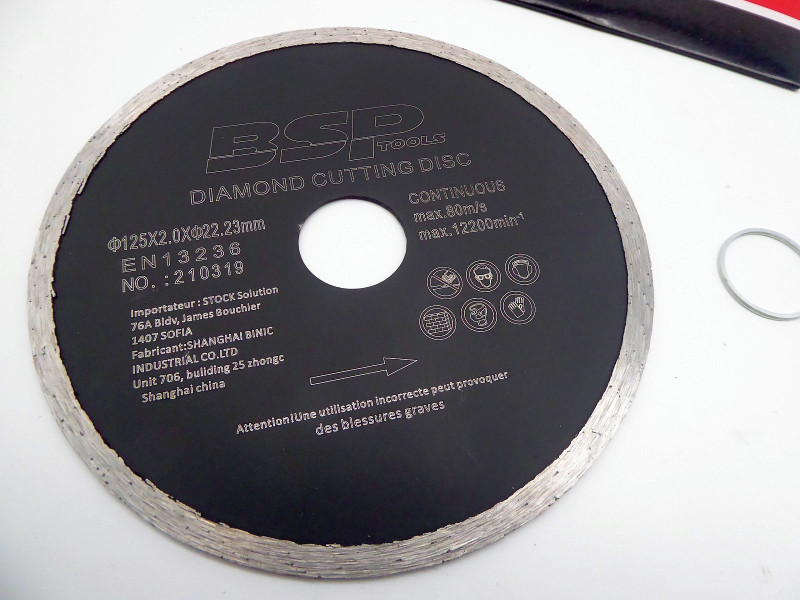 BSP TOOLS
DIAMOND CUTTING DISC
Φ125X2.0XΦ22.23mm
EN13236
NO.:210319
CONTINUOUS
max.80m/s
max.12200min⁻¹
Importateur : STOCK Solution
76A Bldv, James Bouchier
1407 SOFIA
Fabricant:SHANGHAI BINIC
INDUSTRIAL CO.LTD
Unit 706, buliding 25 zhongc
Shanghai china
Attention!Une utilisation incorrecte peut provoquer
des blessures graves